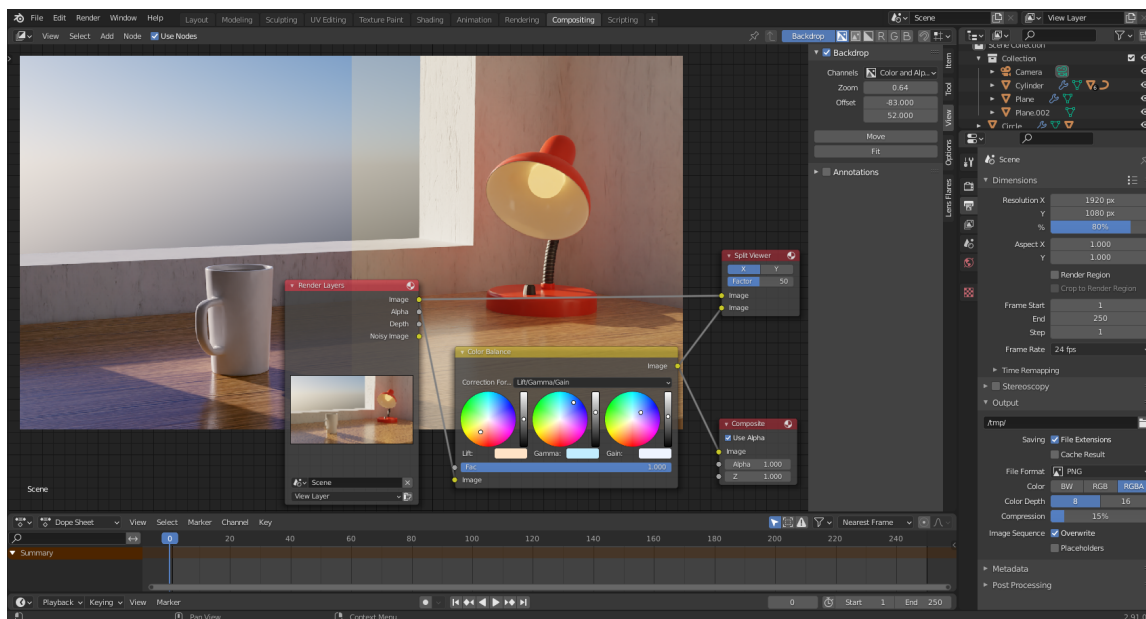 File Edit Render Window Help Layout Modeling Sculpting UV Editing Texture Paint Shading Animation Rendering Compositing Scripting + Scene View Layer
View Select Add Node Use Nodes Backdrop R G B
Scene Collection
Collection
Camera
Cylinder
Plane
Plane.002
Circle
Backdrop
Channels Color and Alp..
Zoom 0.64
Offset -83.000
52.000
Move
Fit
Annotations
Item
Tool
View
Options
Lens Flares
Render Layers
Image
Alpha
Depth
Noisy Image
Scene
View Layer
Color Balance
Image
Correction For... Lift/Gamma/Gain
Lift: Gamma: Gain:
Fac 1.000
Image
Split Viewer
X Y
Factor 50
Image
Image
Composite
Use Alpha
Image
Alpha 1.000
Z 1.000
Scene
Scene
Dimensions
Resolution X 1920 px
Y 1080 px
% 80%
Aspect X 1.000
Y 1.000
Render Region
Crop to Render Region
Frame Start 1
End 250
Step 1
Frame Rate 24 fps
Time Remapping
Stereoscopy
Output
/tmp/
Saving File Extensions
Cache Result
File Format PNG
Color BW RGB RGBA
Color Depth 8 16
Compression 15%
Image Sequence Overwrite
Placeholders
Metadata
Post Processing
Dope Sheet View Select Marker Channel Key Nearest Frame
0 20 40 60 80 100 120 140 160 180 200 220 240
Summary
Playback Keying View Marker 0 Start 1 End 250
Pan View Context Menu 2.91.0